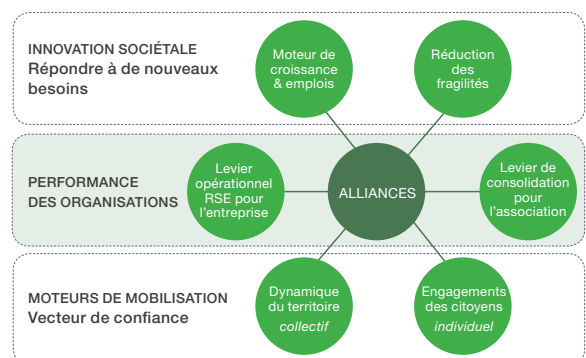 INNOVATION SOCIÉTALE
Répondre à de nouveaux
besoins
Moteur de
croissance
& emplois
Réduction
des
fragilités
PERFORMANCE
DES ORGANISATIONS
Levier
opérationnel
RSE pour
l'entreprise
ALLIANCES
Levier de
consolidation
pour
l'association
MOTEURS DE MOBILISATION
Vecteur de confiance
Dynamique
du territoire
collectif
Engagements
des citoyens
individuel